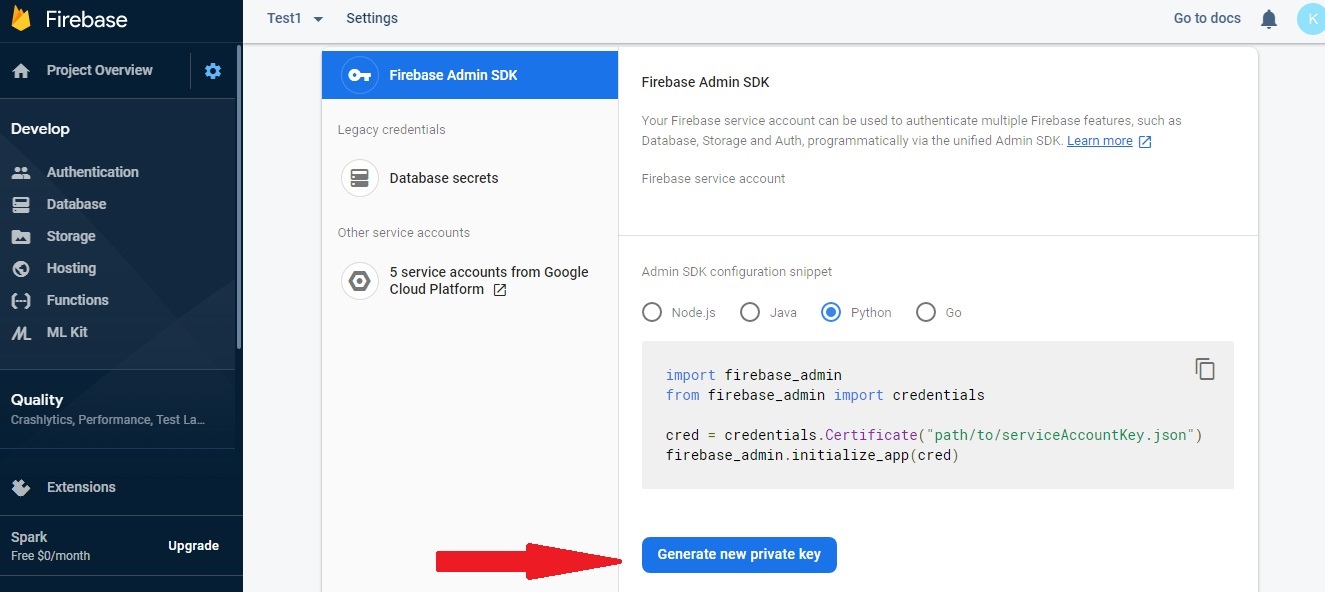 Firebase
Test1
Settings
Go to docs
K
Project Overview
Develop
Authentication
Database
Storage
Hosting
Functions
ML Kit
Quality
Crashlytics, Performance, Test La...
Extensions
Spark
Free $0/month
Upgrade
Firebase Admin SDK
Legacy credentials
Database secrets
Other service accounts
5 service accounts from Google
Cloud Platform
Firebase Admin SDK
Your Firebase service account can be used to authenticate multiple Firebase features, such as
Database, Storage and Auth, programmatically via the unified Admin SDK. Learn more
Firebase service account
Admin SDK configuration snippet
Node.js
Java
Python
Go
import firebase_admin
from firebase_admin import credentials
cred = credentials.Certificate("path/to/serviceAccountKey.json")
firebase_admin.initialize_app(cred)
Generate new private key